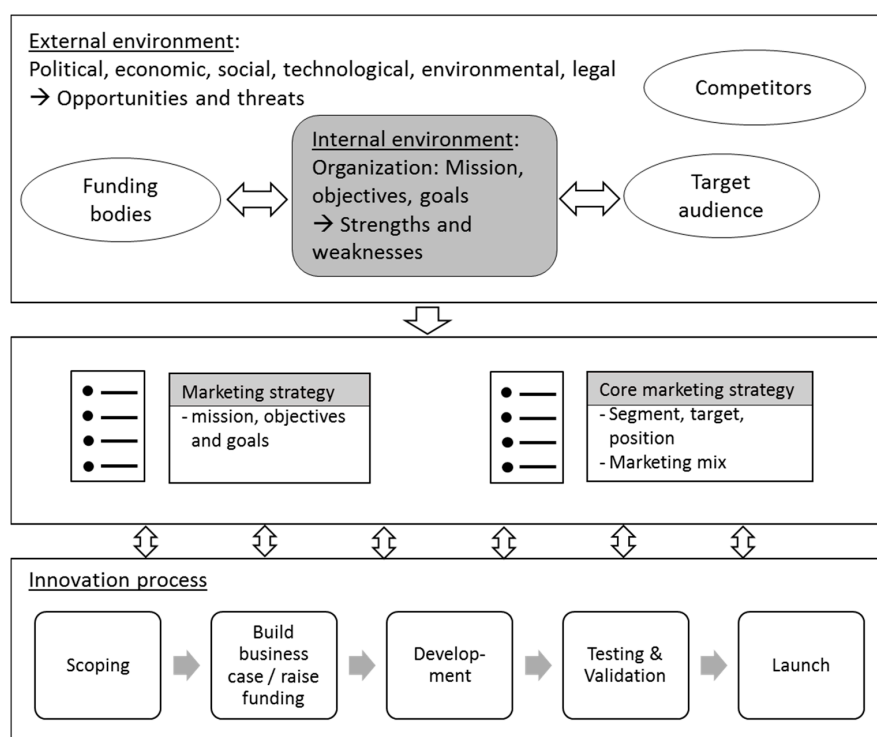 External environment:
Political, economic, social, technological, environmental, legal
→ Opportunities and threats
Competitors
Internal environment:
Organization: Mission,
objectives, goals
→ Strengths and
weaknesses
Funding
bodies
Target
audience
Marketing strategy
- mission, objectives
and goals
Core marketing strategy
- Segment, target,
position
- Marketing mix
Innovation process
Scoping
Build
business
case / raise
funding
Develop-
ment
Testing &
Validation
Launch